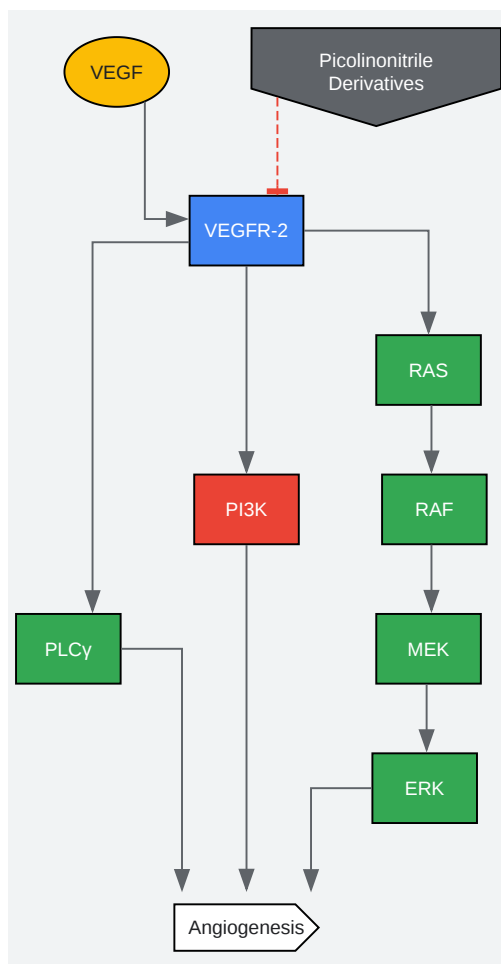 VEGF
Picolinonitrile
Derivatives
VEGFR-2
RAS
PI3K
RAF
PLCγ
MEK
ERK
Angiogenesis